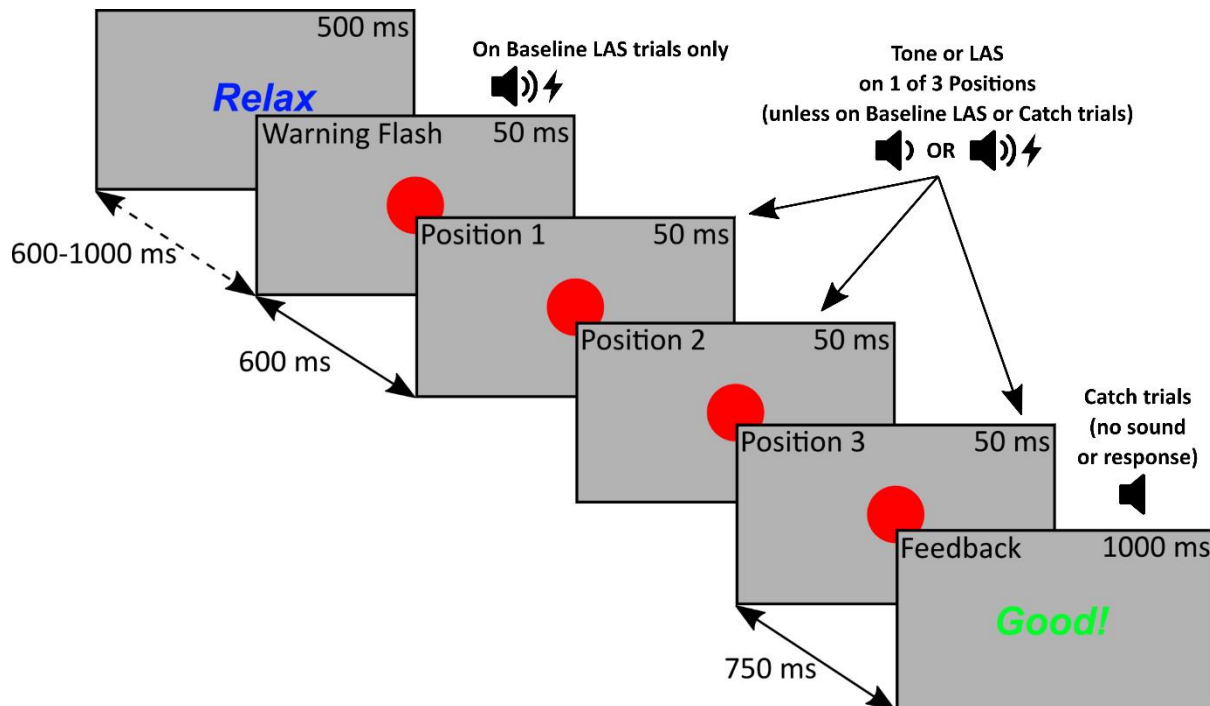 500 ms
Relax
On Baseline LAS trials only
Tone or LAS
on 1 of 3 Positions
(unless on Baseline LAS or Catch trials)
OR
Warning Flash 50 ms
Position 1 50 ms
600-1000 ms
Position 2 50 ms
600 ms
Position 3 50 ms
Catch trials
(no sound
or response)
Feedback 1000 ms
Good!
750 ms